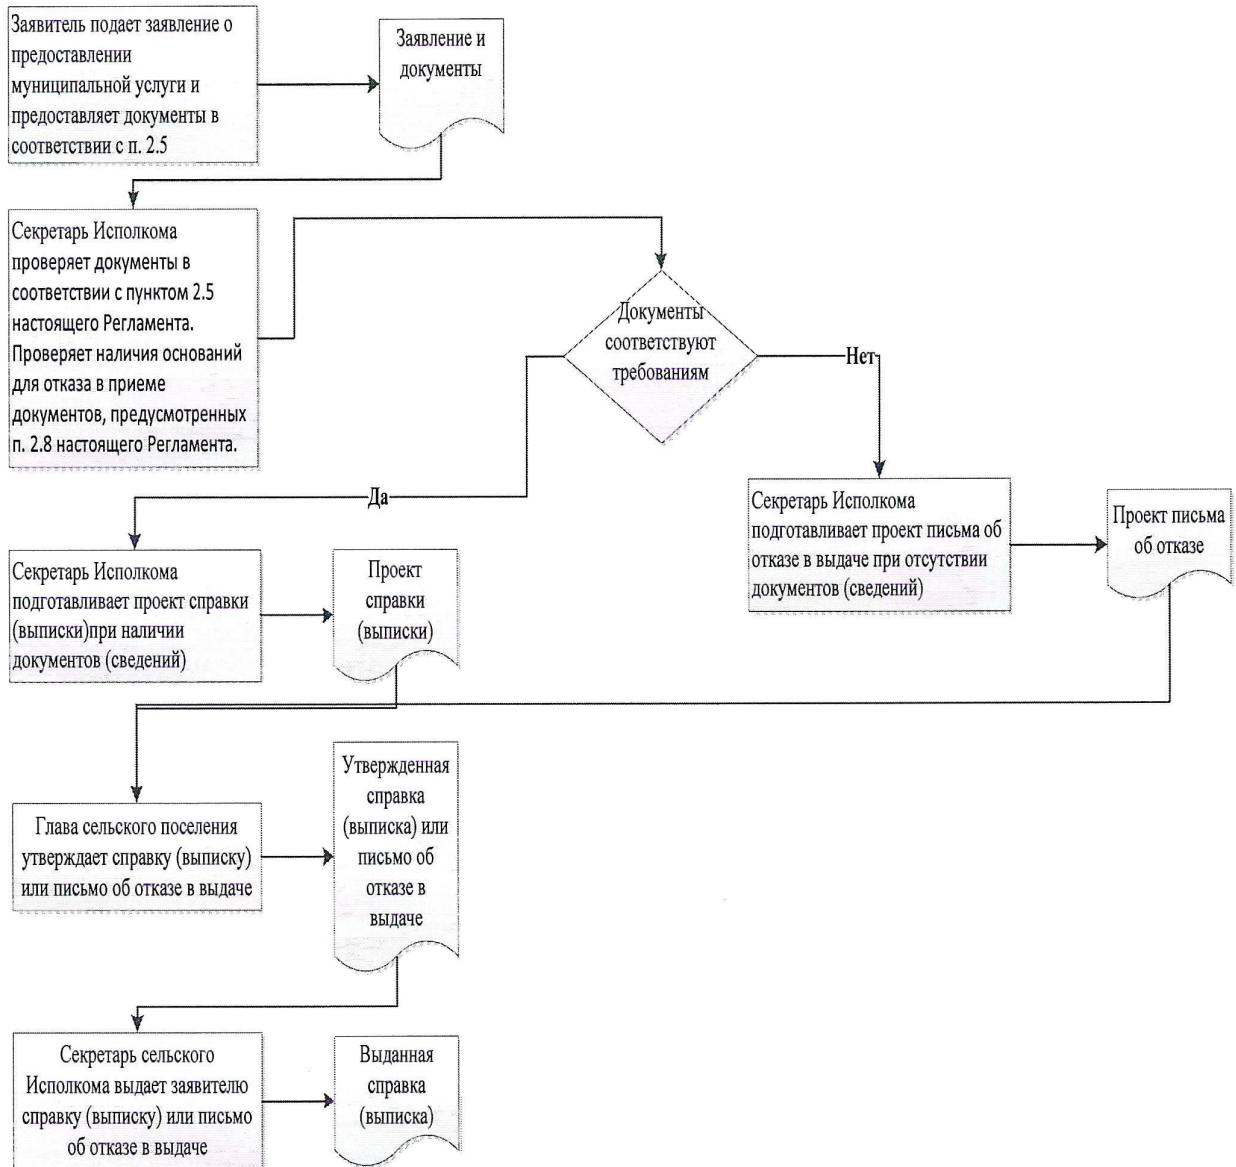 Заявитель подает заявление о
предоставлении
муниципальной услуги и
предоставляет документы в
соответствии с п. 2.5
Заявление и
документы
Секретарь Исполкома
проверяет документы в
соответствии с пунктом 2.5
настоящего Регламента.
Проверяет наличия оснований
для отказа в приеме
документов, предусмотренных
п. 2.8 настоящего Регламента.
Документы
соответствуют
требованиям
Нет
Да
Секретарь Исполкома
подготавливает проект письма об
отказе в выдаче при отсутствии
документов (сведений)
Проект письма
об отказе
Секретарь Исполкома
подготавливает проект справки
(выписки)при наличии
документов (сведений)
Проект
справки
(выписки)
Глава сельского поселения
утверждает справку (выписку)
или письмо об отказе в выдаче
Утвержденная
справка
(выписка) или
письмо об
отказе в
выдаче
Секретарь сельского
Исполкома выдает заявителю
справку (выписку) или письмо
об отказе в выдаче
Выданная
справка
(выписка)